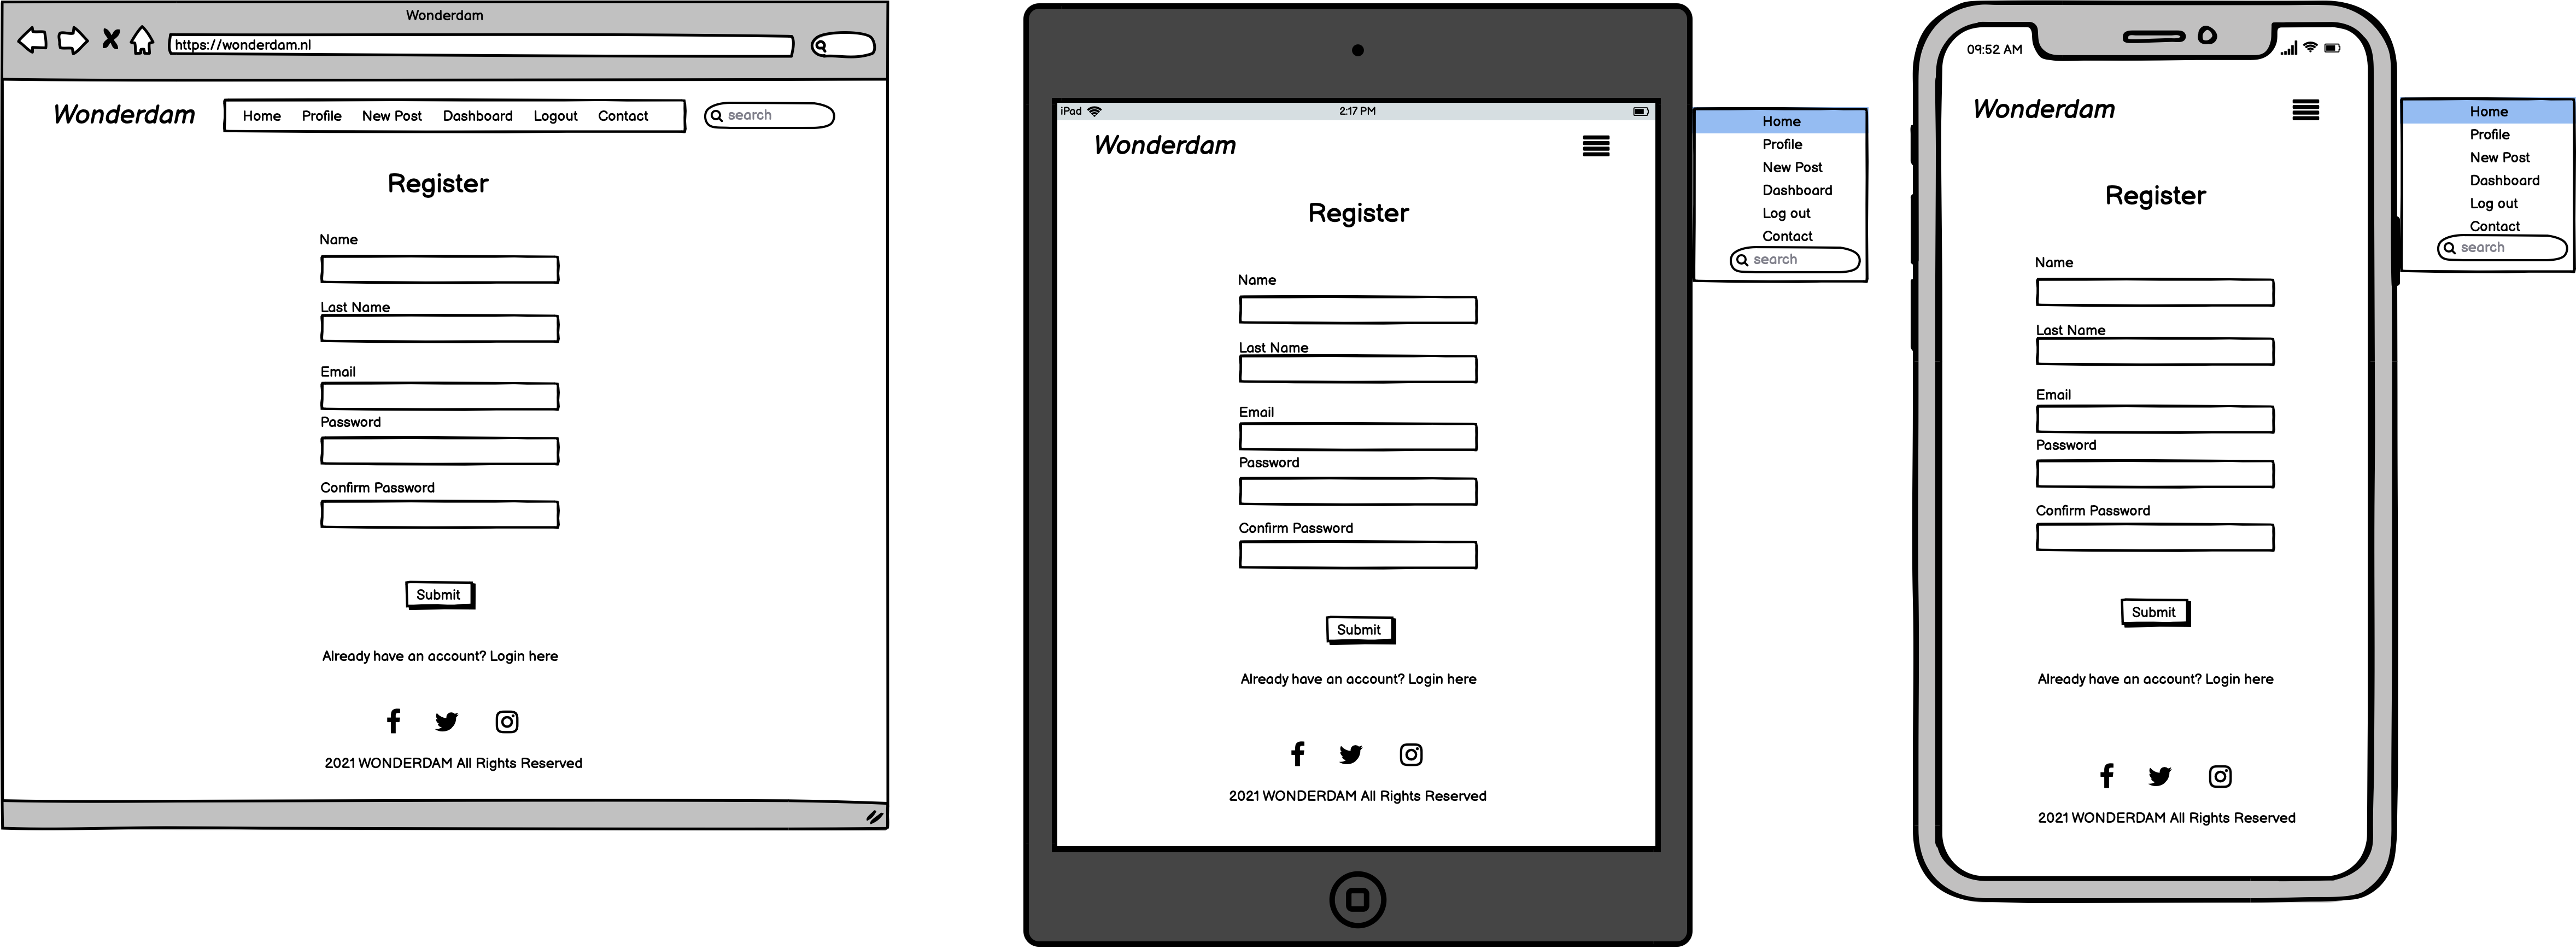 Wonderdam
https://wonderdam.nl
Wonderdam
Home Profile New Post Dashboard Logout Contact
search
Register
Name
Last Name
Email
Password
Confirm Password
Submit
Already have an account? Login here
2021 WONDERDAM All Rights Reserved
iPad
2:17 PM
Wonderdam
Register
Name
Last Name
Email
Password
Confirm Password
Submit
Already have an account? Login here
2021 WONDERDAM All Rights Reserved
Home
Profile
New Post
Dashboard
Log out
Contact
search
09:52 AM
Wonderdam
Register
Name
Last Name
Email
Password
Confirm Password
Submit
Already have an account? Login here
2021 WONDERDAM All Rights Reserved
Home
Profile
New Post
Dashboard
Log out
Contact
search